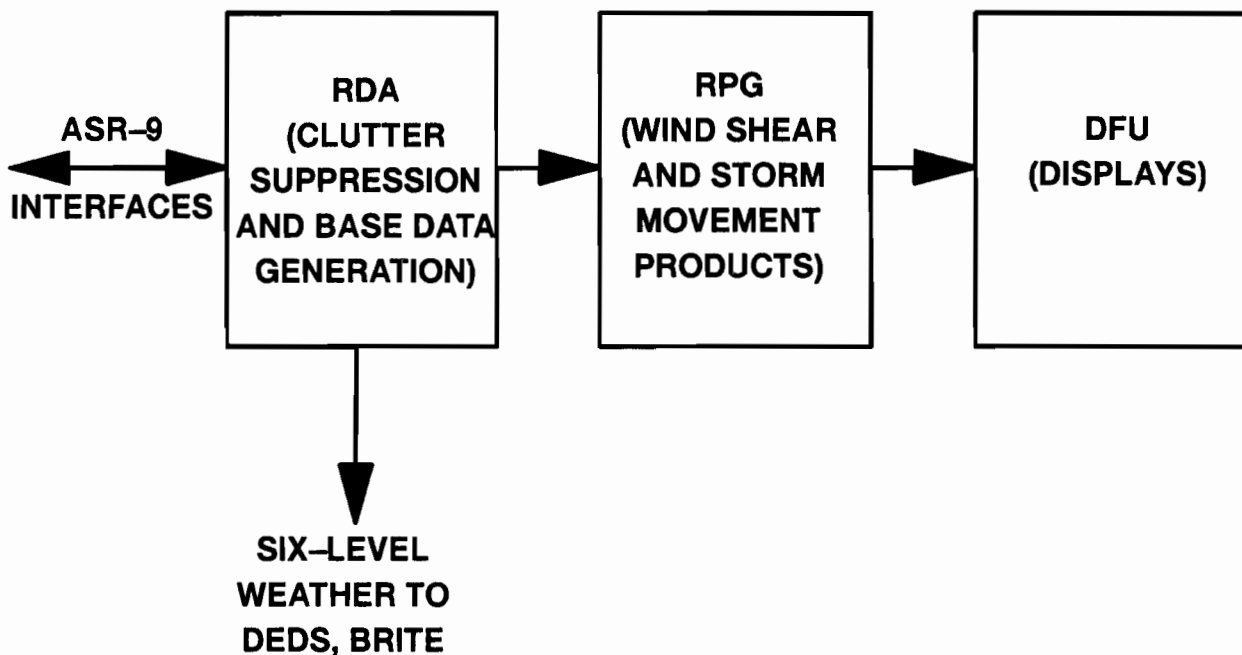 ASR–9
INTERFACES
RDA
(CLUTTER
SUPPRESSION
AND BASE DATA
GENERATION)
RPG
(WIND SHEAR
AND STORM
MOVEMENT
PRODUCTS)
DFU
(DISPLAYS)
SIX–LEVEL
WEATHER TO
DEDS, BRITE